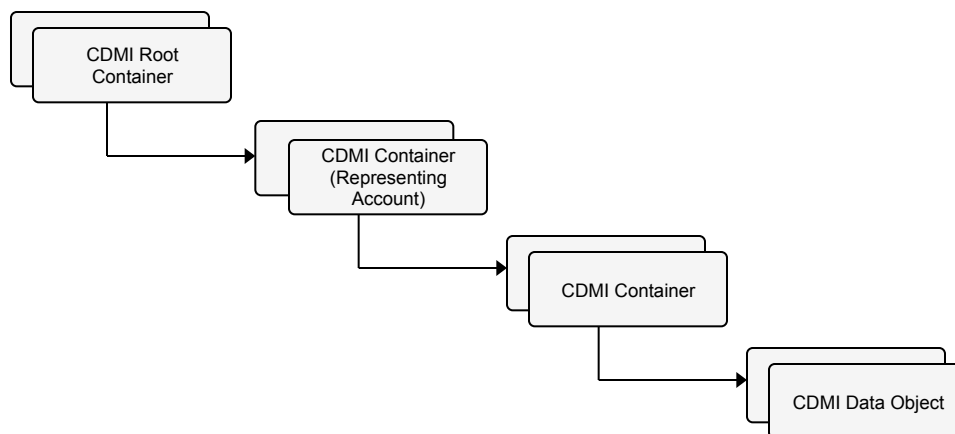 CDMI Root
Container
CDMI Container
(Representing
Account)
CDMI Container
CDMI Data Object